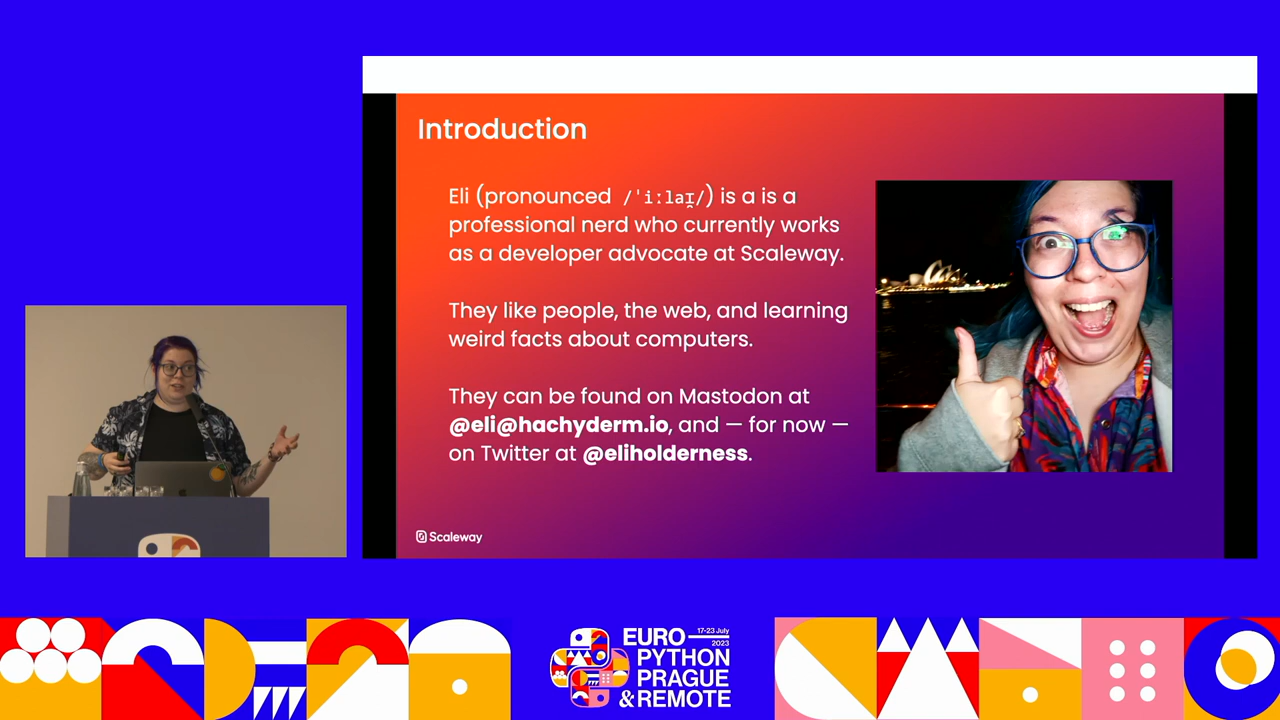 Introduction
Eli (pronounced /ˈiːlaɪ̯/) is a is a
professional nerd who currently works
as a developer advocate at Scaleway.
They like people, the web, and learning
weird facts about computers.
They can be found on Mastodon at
@eli@hachyderm.io, and — for now —
on Twitter at @eliholderness.
Scaleway
EURO
17-23 July
2023
PYTHON
PRAGUE
&REMOTE